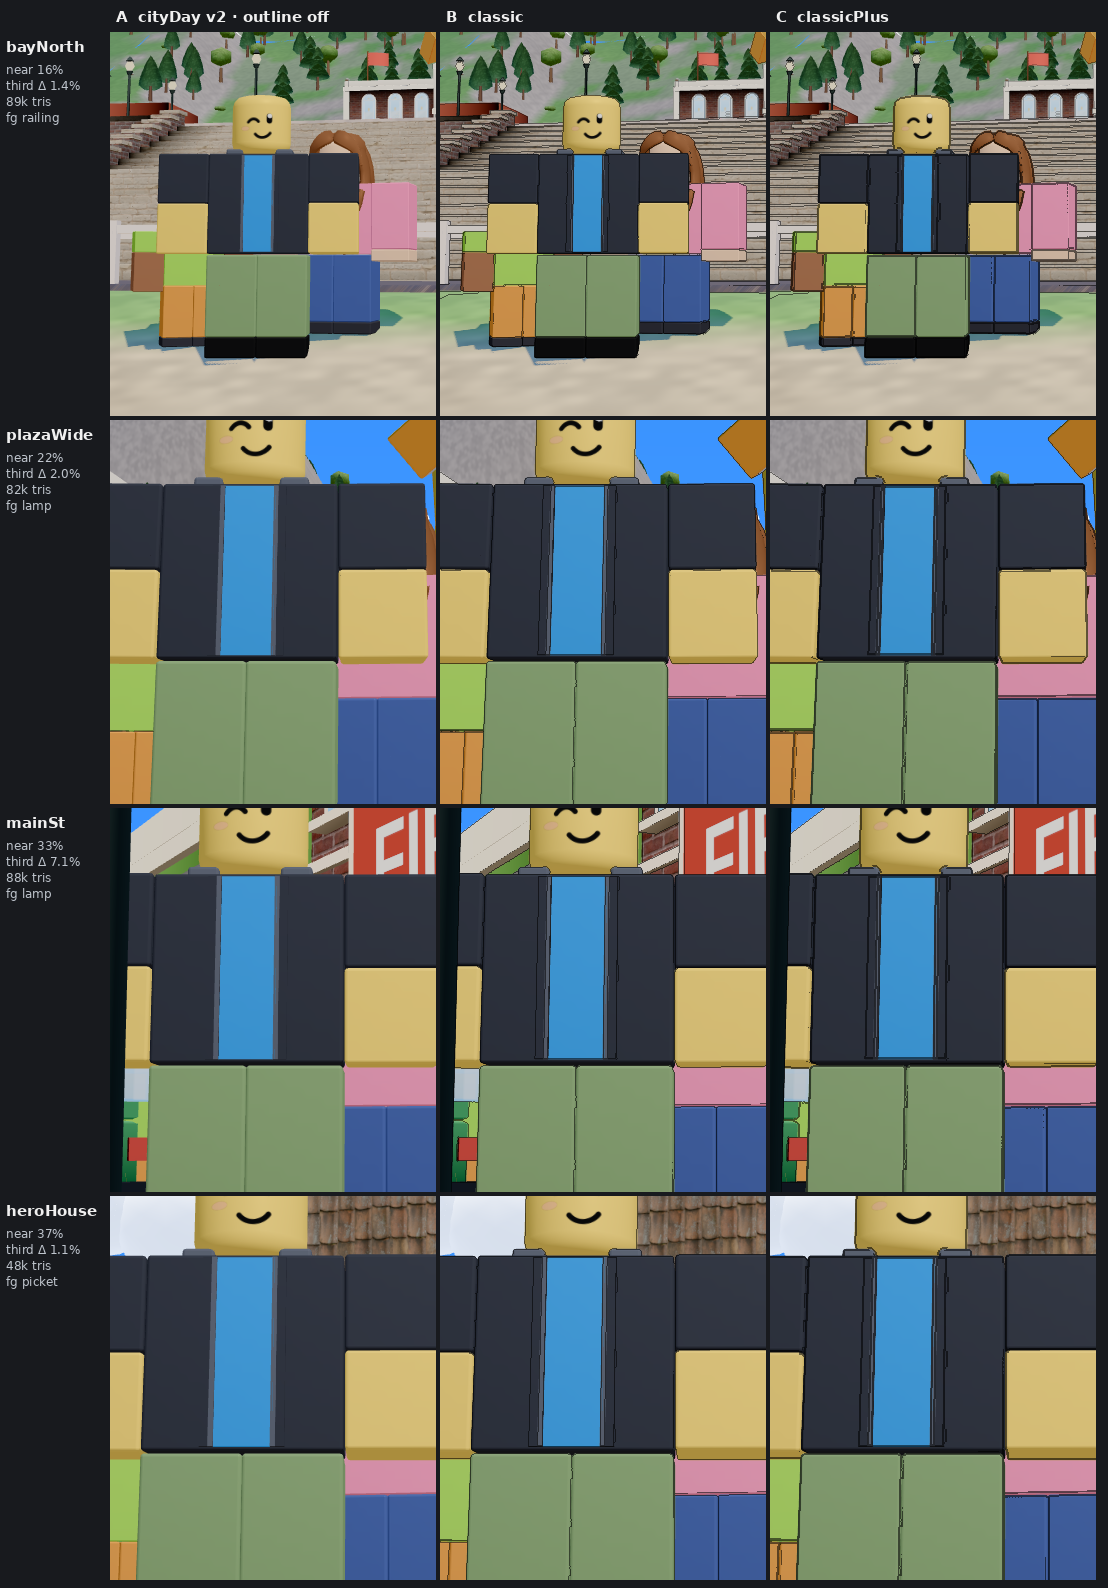 A cityDay v2 · outline off
B classic
C classicPlus
bayNorth
near 16%
third Δ 1.4%
89k tris
fg railing
plazaWide
near 22%
third Δ 2.0%
82k tris
fg lamp
mainSt
near 33%
third Δ 7.1%
88k tris
fg lamp
heroHouse
near 37%
third Δ 1.1%
48k tris
fg picket